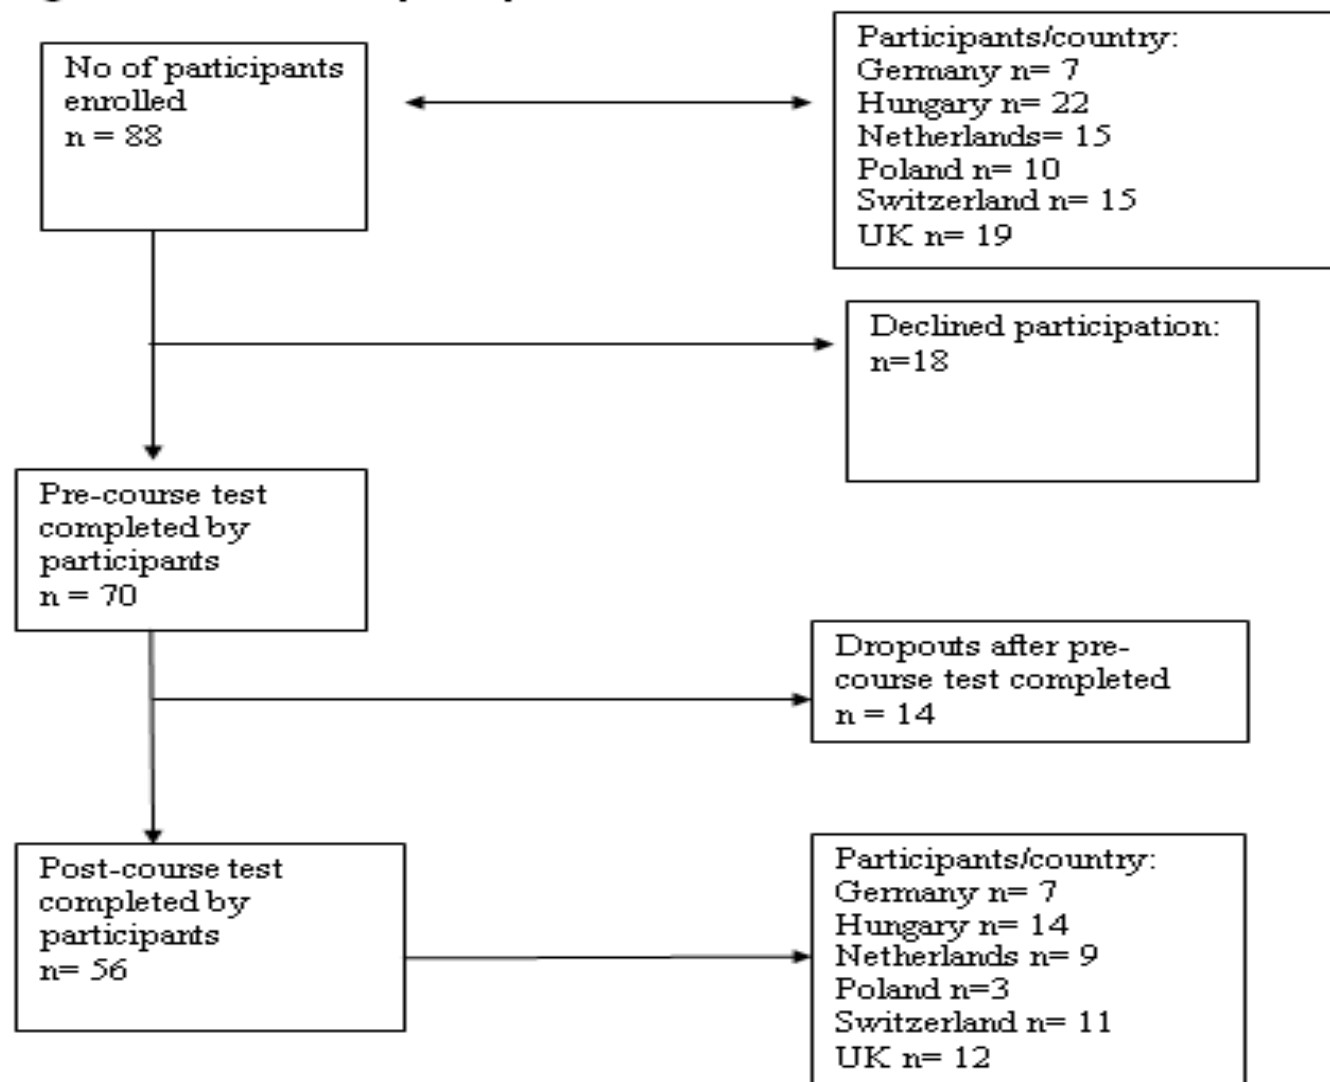 No of participants
enrolled
n = 88
Participants/country:
Germany n= 7
Hungary n= 22
Netherlands= 15
Poland n= 10
Switzerland n= 15
UK n= 19
Declined participation:
n=18
Pre-course test
completed by
participants
n = 70
Dropouts after pre-
course test completed
n = 14
Post-course test
completed by
participants
n= 56
Participants/country:
Germany n= 7
Hungary n= 14
Netherlands n= 9
Poland n=3
Switzerland n= 11
UK n= 12